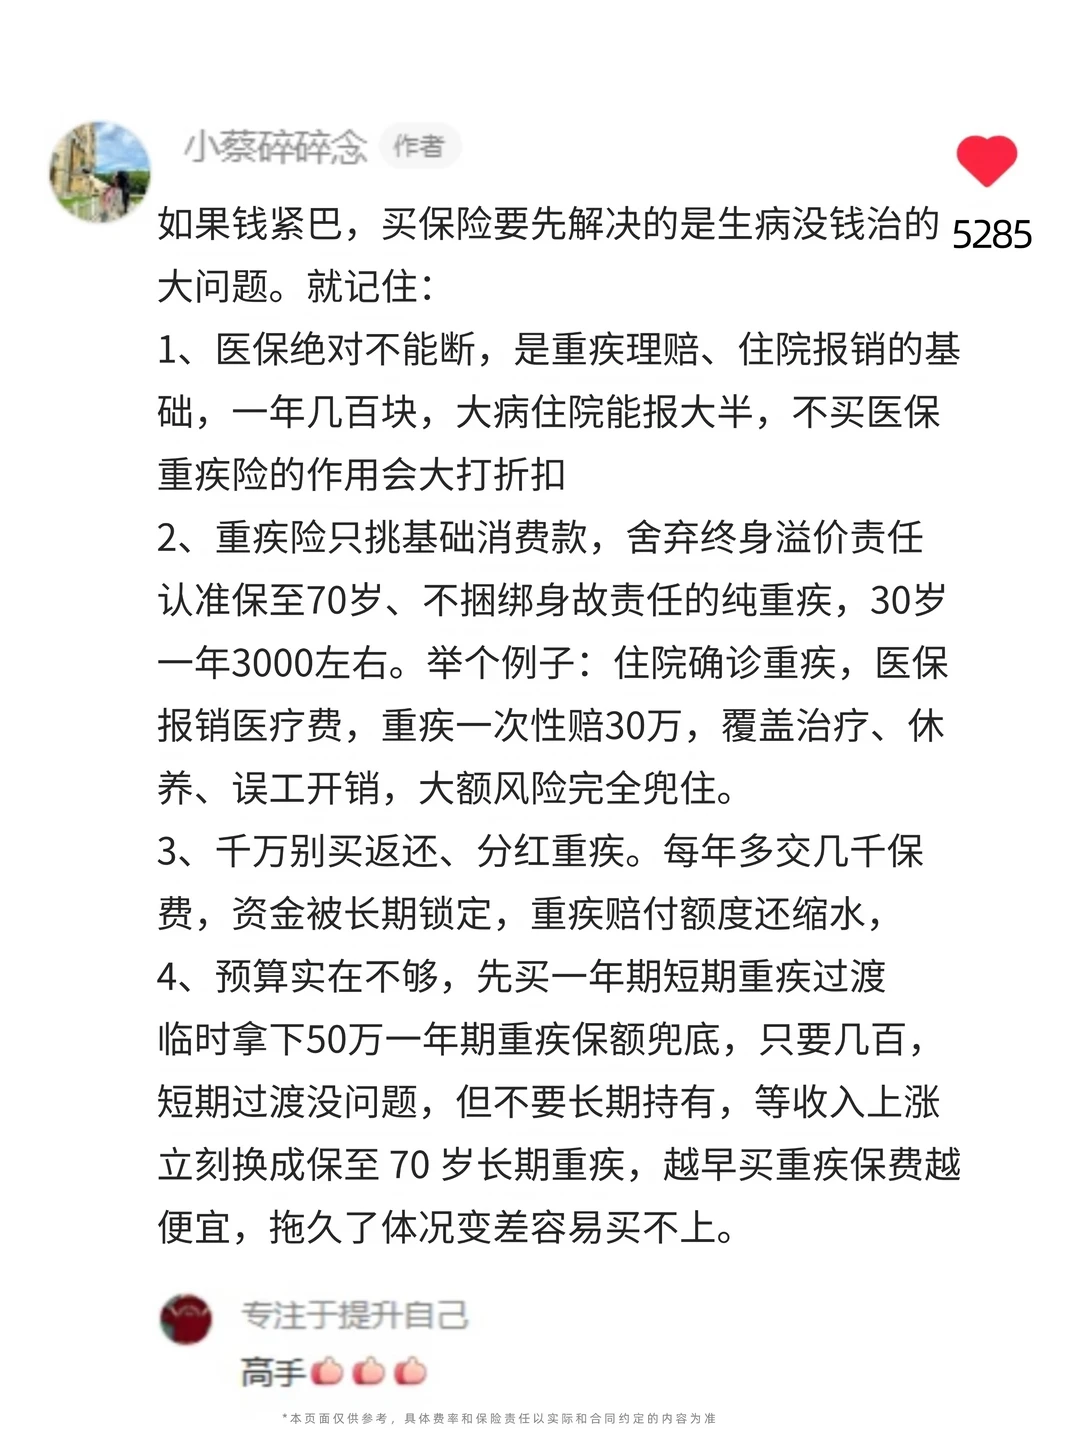 小蔡碎碎念 作者
如果钱紧巴，买保险要先解决的是生病没钱治的
5285
大问题。就记住：
1、医保绝对不能断，是重疾理赔、住院报销的基
础，一年几百块，大病住院能报大半，不买医保
重疾险的作用会大打折扣
2、重疾险只挑基础消费款，舍弃终身溢价责任
认准保至70岁、不捆绑身故责任的纯重疾，30岁
一年3000左右。举个例子：住院确诊重疾，医保
报销医疗费，重疾一次性赔30万，覆盖治疗、休
养、误工开销，大额风险完全兜住。
3、千万别买返还、分红重疾。每年多交几千保
费，资金被长期锁定，重疾赔付额度还缩水，
4、预算实在不够，先买一年期短期重疾过渡
临时拿下50万一年期重疾保额兜底，只要几百，
短期过渡没问题，但不要长期持有，等收入上涨
立刻换成保至 70 岁长期重疾，越早买重疾保费越
便宜，拖久了体况变差容易买不上。
专注于提升自己
高手👍👍👍
*本页面仅供参考，具体费率和保险责任以实际和合同约定的内容为准